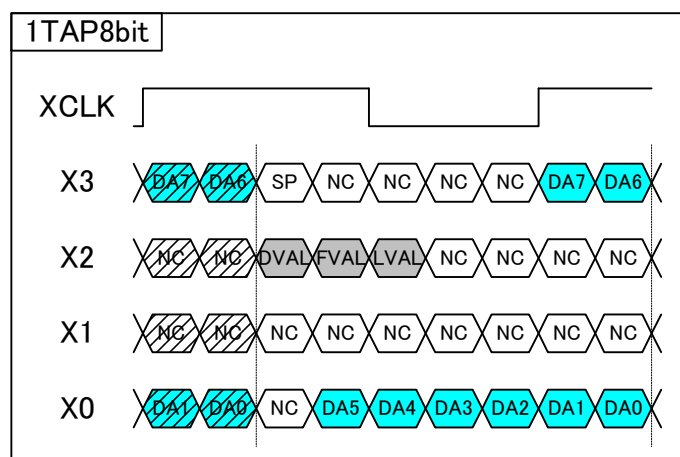 1TAP8bit
XCLK
X3 DA7 DA6 SP NC NC NC NC DA7 DA6
X2 NC NC DVAL FVAL LVAL NC NC NC NC
X1 NC NC NC NC NC NC NC NC NC
X0 DA1 DA0 NC DA5 DA4 DA3 DA2 DA1 DA0